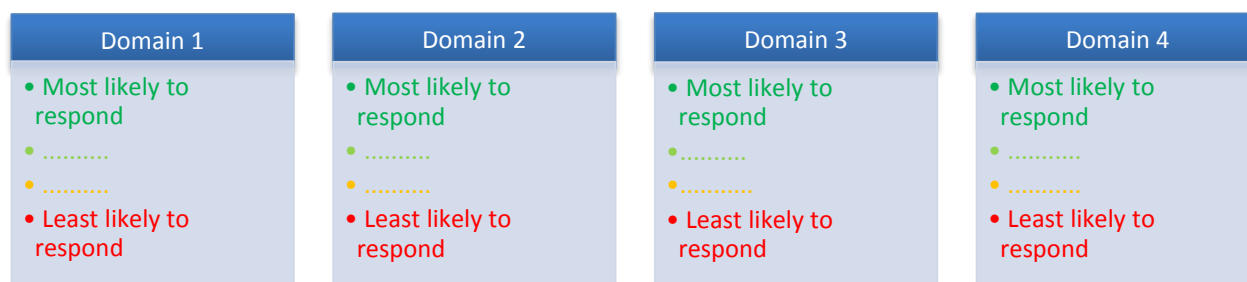 Domain 1
• Most likely to
respond
• ..........
• ..........
• Least likely to
respond
Domain 2
• Most likely to
respond
• ..........
• ..........
• Least likely to
respond
Domain 3
• Most likely to
respond
•..........
•...........
• Least likely to
respond
Domain 4
• Most likely to
respond
• ...........
• ...........
• Least likely to
respond